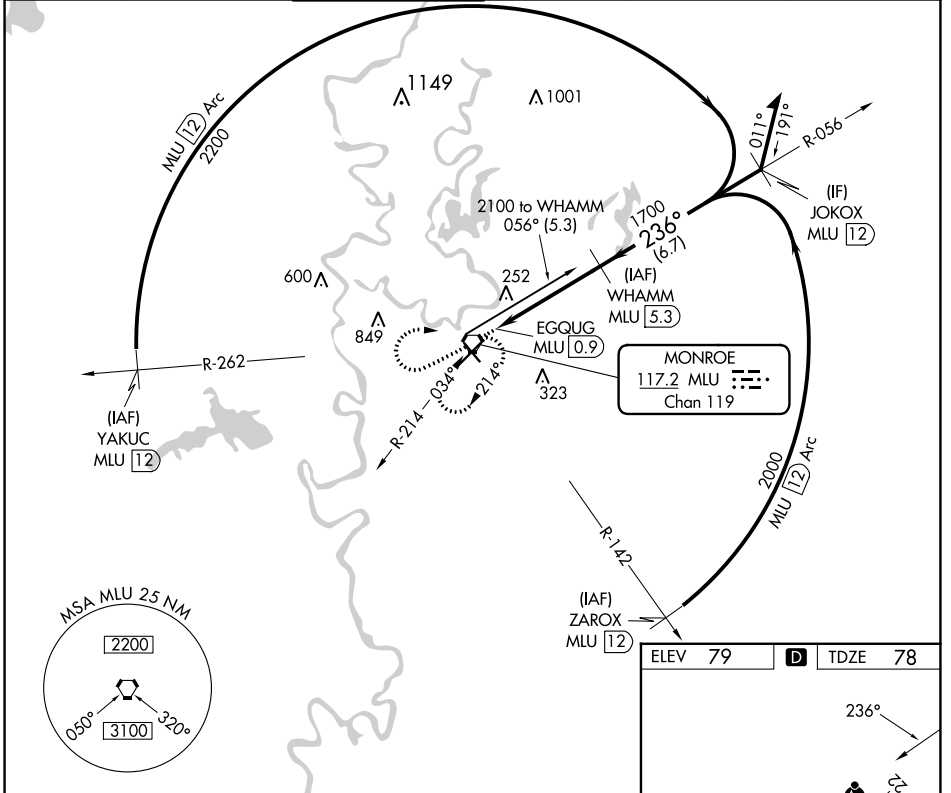 1149
1001
MLU 12 Arc
2200
011°
191°
R-056
(IF)
JOKOX
MLU 12
2100 to WHAMM
056° (5.3)
1700
236°
(6.7)
(IAF)
WHAMM
MLU 5.3
600
252
849
EGQUG
MLU 0.9
323
MONROE
117.2 MLU
Chan 119
R-262
(IAF)
YAKUC
MLU 12
R-214
034°
214°
2000
MLU 12 Arc
R-142
(IAF)
ZAROX
MLU 12
MSA MLU 25 NM
2200
050°
320°
3100
ELEV 79
D
TDZE 78
236°